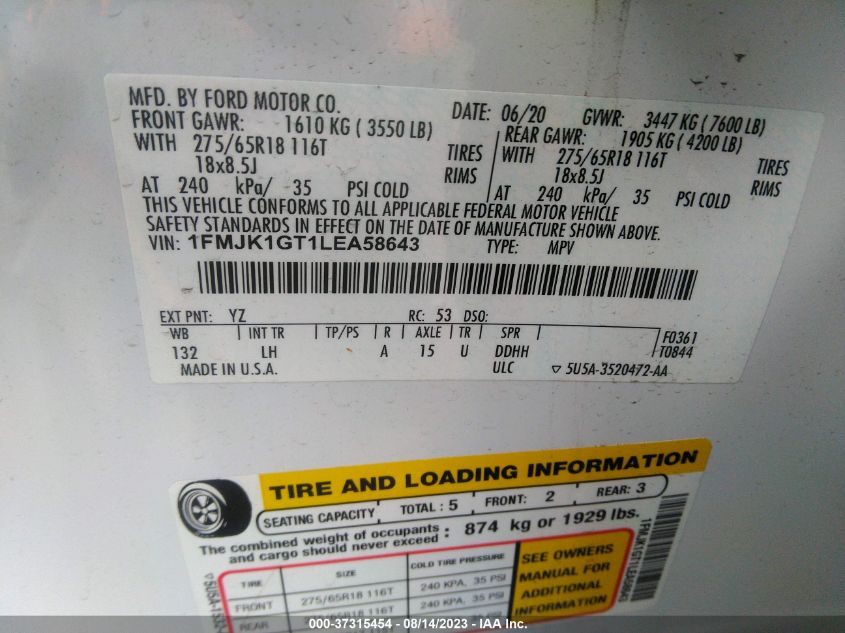 MFD. BY FORD MOTOR CO.
DATE: 06/20 GVWR: 3447 KG ( 7600 LB)
FRONT GAWR: 1610 KG ( 3550 LB)
WITH 275/65R18 116T TIRES
18x8.5J RIMS
AT 240 kPa/ 35 PSI COLD
REAR GAWR: 1905 KG ( 4200 LB)
WITH 275/65R18 116T TIRES
18x8.5J RIMS
AT 240 kPa/ 35 PSI COLD
THIS VEHICLE CONFORMS TO ALL APPLICABLE FEDERAL MOTOR VEHICLE
SAFETY STANDARDS IN EFFECT ON THE DATE OF MANUFACTURE SHOWN ABOVE.
VIN: 1FMJK1GT1LEA58643 TYPE: MPV
EXT PNT: YZ RC: 53 DSO:
WB INT TR TP/PS R AXLE TR SPR F0361
132 LH A 15 U DDHH T0844
MADE IN U.S.A. ULC ▽ 5U5A-3520472-AA
TIRE AND LOADING INFORMATION
SEATING CAPACITY TOTAL : 5 FRONT: 2 REAR: 3
The combined weight of occupants
and cargo should never exceed : 874 kg or 1929 lbs.
TIRE SIZE COLD TIRE PRESSURE
FRONT 275/65R18 116T 240 KPA, 35 PSI
REAR 240 KPA, 35 PSI
SEE OWNERS
MANUAL FOR
ADDITIONAL
INFORMATION
1FMJK1GT1LEA58643
000-37315454 - 08/14/2023 - IAAI - IAA Inc.